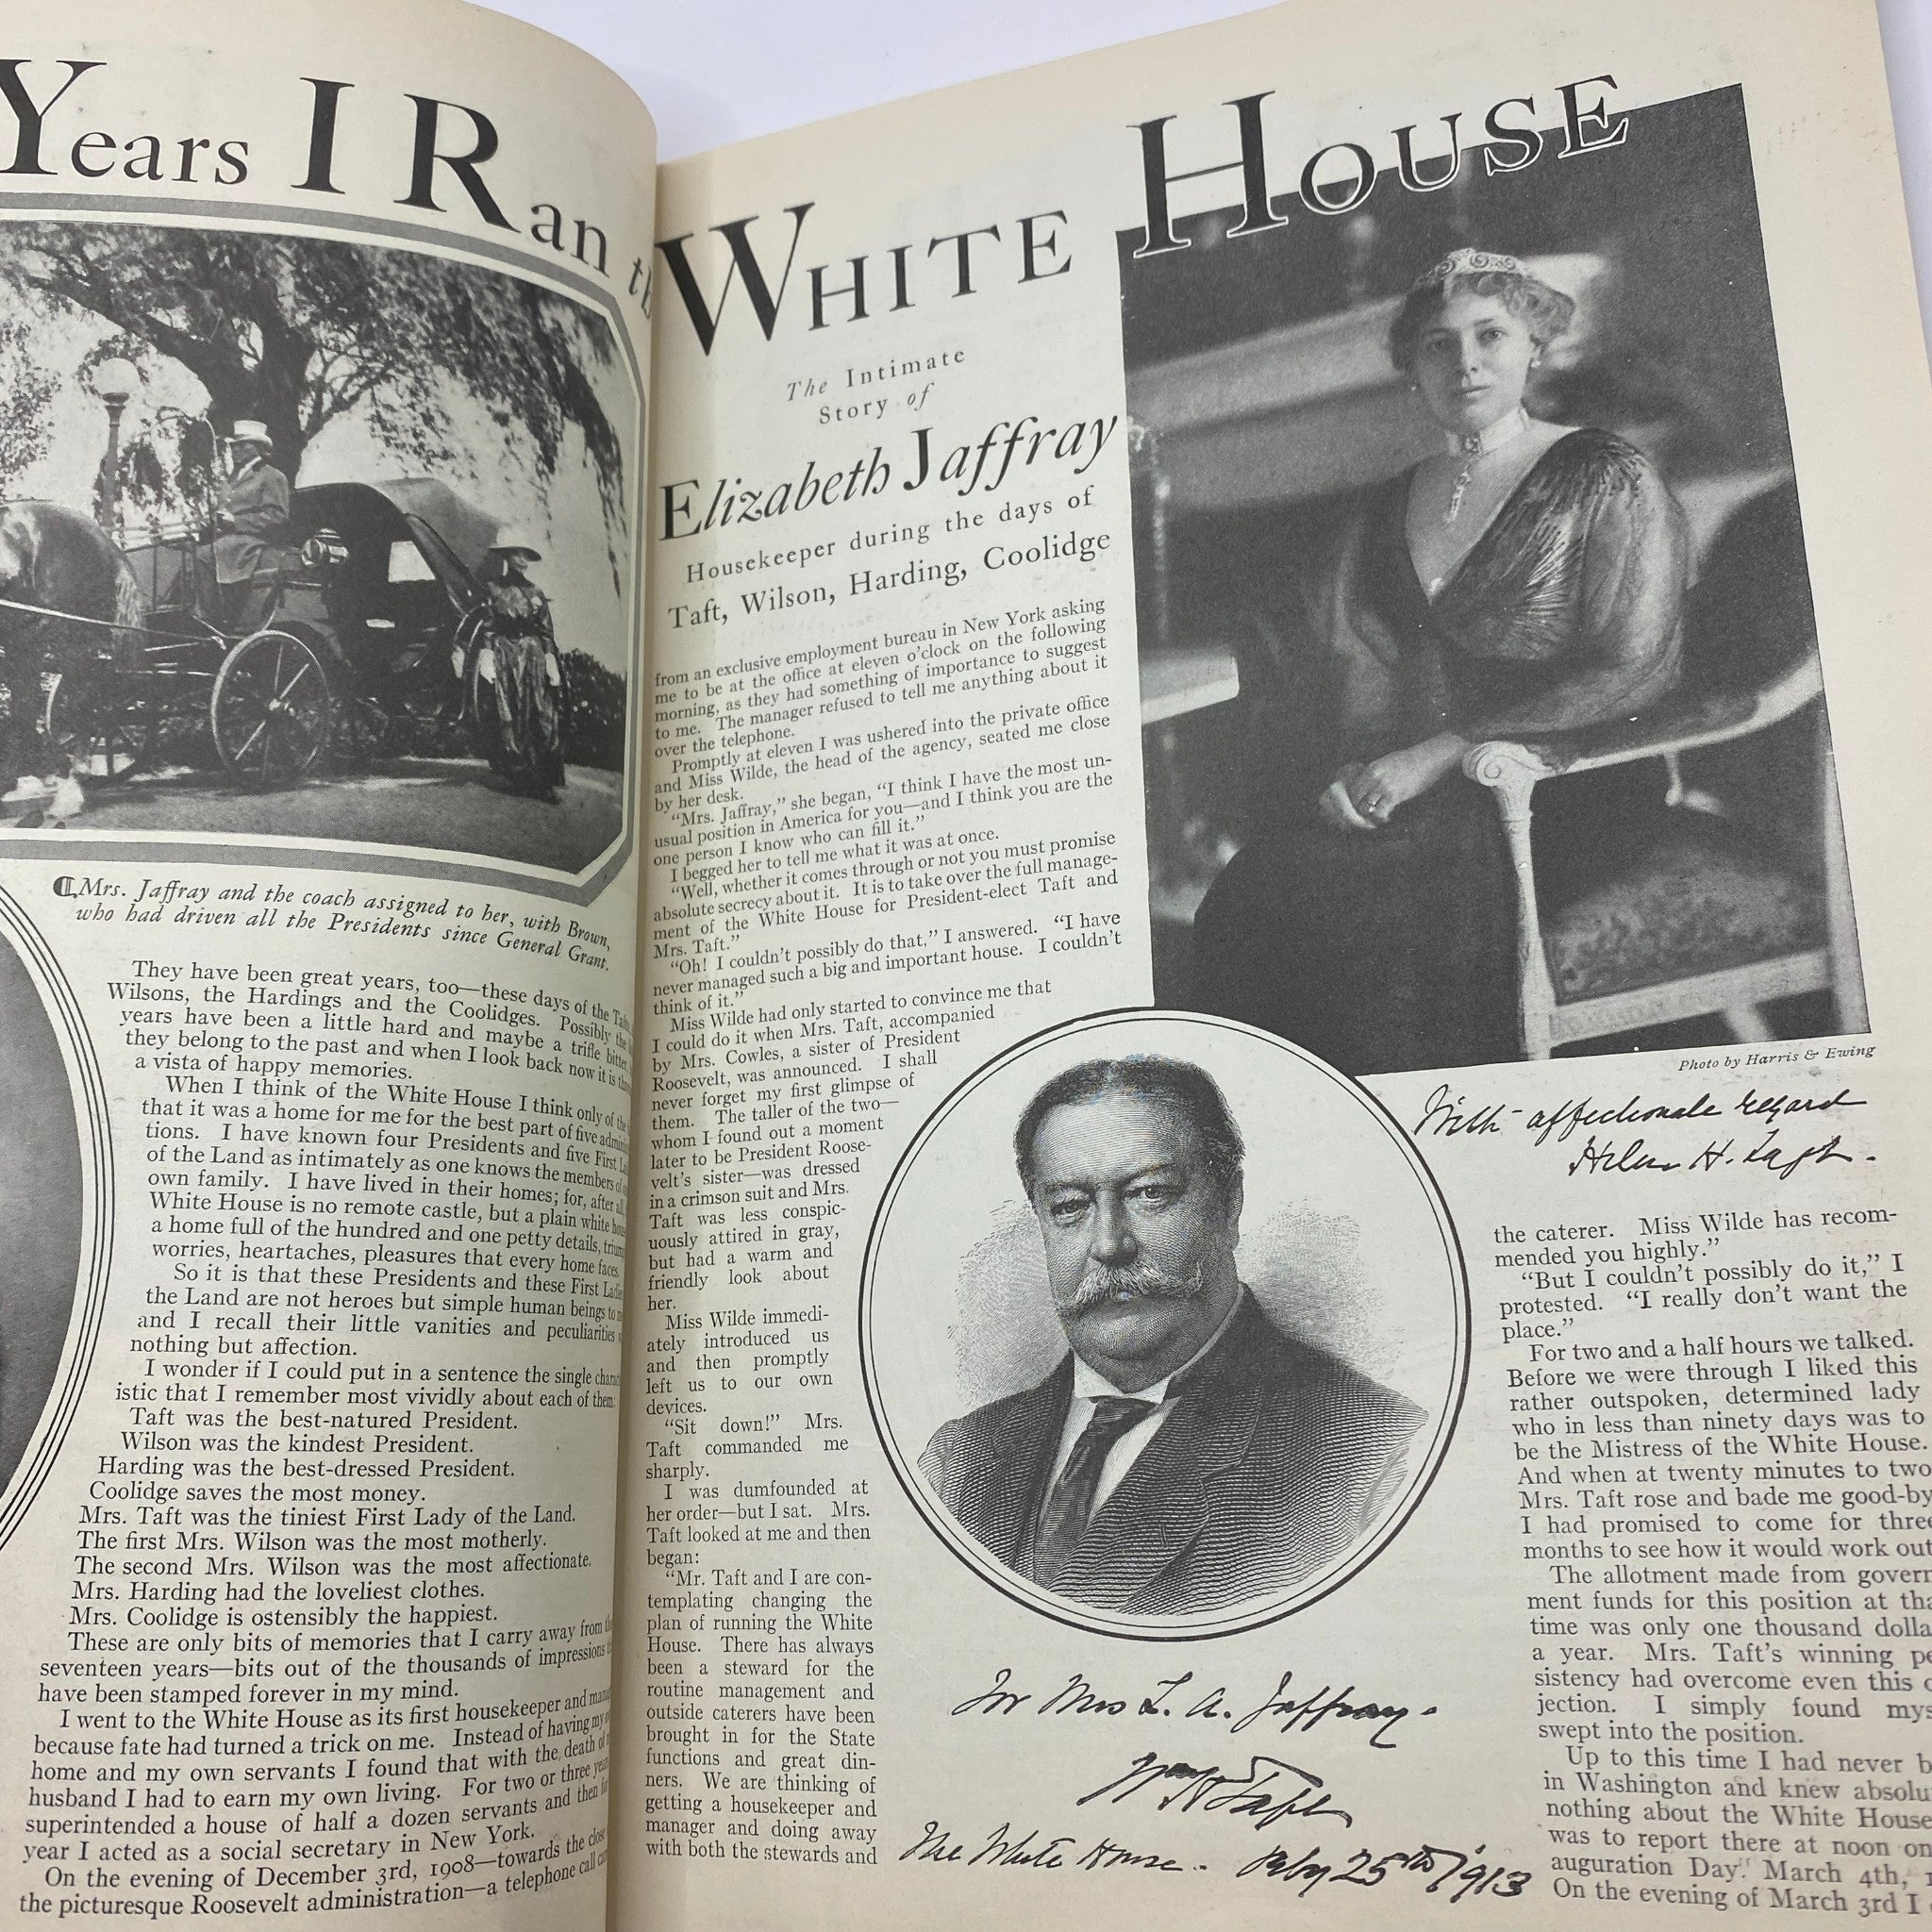 Years I Ran
¶Mrs. Jaffray and the coach assigned to her, with Brown,
who had driven all the Presidents since General Grant.
They have been great years, too—these days of the
Wilsons, the Hardings and the Coolidges. Possibly
years have been a little hard and maybe a trifle
they belong to the past and when I look back now it is
a vista of happy memories.
When I think of the White House I think only of
that it was a home for me for the best part of five
tions. I have known four Presidents and five First
of the Land as intimately as one knows the members
own family. I have lived in their homes; for, after
White House is no remote castle, but a plain white
a home full of the hundred and one petty details,
worries, heartaches, pleasures that every home faces.
So it is that these Presidents and these First
the Land are not heroes but simple human beings to
and I recall their little vanities and peculiarities
nothing but affection.
I wonder if I could put in a sentence the single
istic that I remember most vividly about each of them:
Taft was the best-natured President.
Wilson was the kindest President.
Harding was the best-dressed President.
Coolidge saves the most money.
Mrs. Taft was the tiniest First Lady of the Land.
The first Mrs. Wilson was the most motherly.
The second Mrs. Wilson was the most affectionate.
Mrs. Harding had the loveliest clothes.
Mrs. Coolidge is ostensibly the happiest.
These are only bits of memories that I carry away from
seventeen years—bits out of the thousands of impressions
have been stamped forever in my mind.
I went to the White House as its first housekeeper and
because fate had turned a trick on me. Instead of having my
home and my own servants I found that with the death of
husband I had to earn my own living. For two or three years
superintended a house of half a dozen servants and then
year I acted as a social secretary in New York.
On the evening of December 3rd, 1908—towards the close
the picturesque Roosevelt administration—a telephone call
WHITE HOUSE
The Intimate
Story of
Elizabeth Jaffray
Housekeeper during the days of
Taft, Wilson, Harding, Coolidge
from an exclusive employment bureau in New York asking
me to be at the office at eleven o'clock on the following
morning, as they had something of importance to suggest
to me. The manager refused to tell me anything about it
over the telephone.
Promptly at eleven I was ushered into the private office
and Miss Wilde, the head of the agency, seated me close
by her desk.
"Mrs. Jaffray," she began, "I think I have the most un-
usual position in America for you—and I think you are the
one person I know who can fill it."
I begged her to tell me what it was at once.
"Well, whether it comes through or not you must promise
absolute secrecy about it. It is to take over the full manage-
ment of the White House for President-elect Taft and
Mrs. Taft."
"Oh! I couldn't possibly do that," I answered. "I have
never managed such a big and important house. I couldn't
think of it."
Miss Wilde had only started to convince me that
I could do it when Mrs. Taft, accompanied
by Mrs. Cowles, a sister of President
Roosevelt, was announced. I shall
never forget my first glimpse of
them. The taller of the two—
whom I found out a moment
later to be President Roose-
velt's sister—was dressed
in a crimson suit and Mrs.
Taft was less conspic-
uously attired in gray,
but had a warm and
friendly look about
her.
Miss Wilde immedi-
ately introduced us
and then promptly
left us to our own
devices.
"Sit down!" Mrs.
Taft commanded me
sharply.
I was dumfounded at
her order—but I sat. Mrs.
Taft looked at me and then
began:
"Mr. Taft and I are con-
templating changing the
plan of running the White
House. There has always
been a steward for the
routine management and
outside caterers have been
brought in for the State
functions and great din-
ners. We are thinking of
getting a housekeeper and
manager and doing away
with both the stewards and
Photo by Harris & Ewing
With affectionate regard
Helen H. Taft.
For Mrs E. A. Jaffray.
Wm H Taft
The White House. Feby 25th 1913
the caterer. Miss Wilde has recom-
mended you highly."
"But I couldn't possibly do it," I
protested. "I really don't want the
place."
For two and a half hours we talked.
Before we were through I liked this
rather outspoken, determined lady
who in less than ninety days was to
be the Mistress of the White House.
And when at twenty minutes to two
Mrs. Taft rose and bade me good-by
I had promised to come for three
months to see how it would work out
The allotment made from govern
ment funds for this position at
time was only one thousand
a year. Mrs. Taft's winning
sistency had overcome even this
jection. I simply found
swept into the position.
Up to this time I had never
in Washington and knew
nothing about the White House
was to report there at noon on
auguration Day. March 4th,
On the evening of March 3rd I